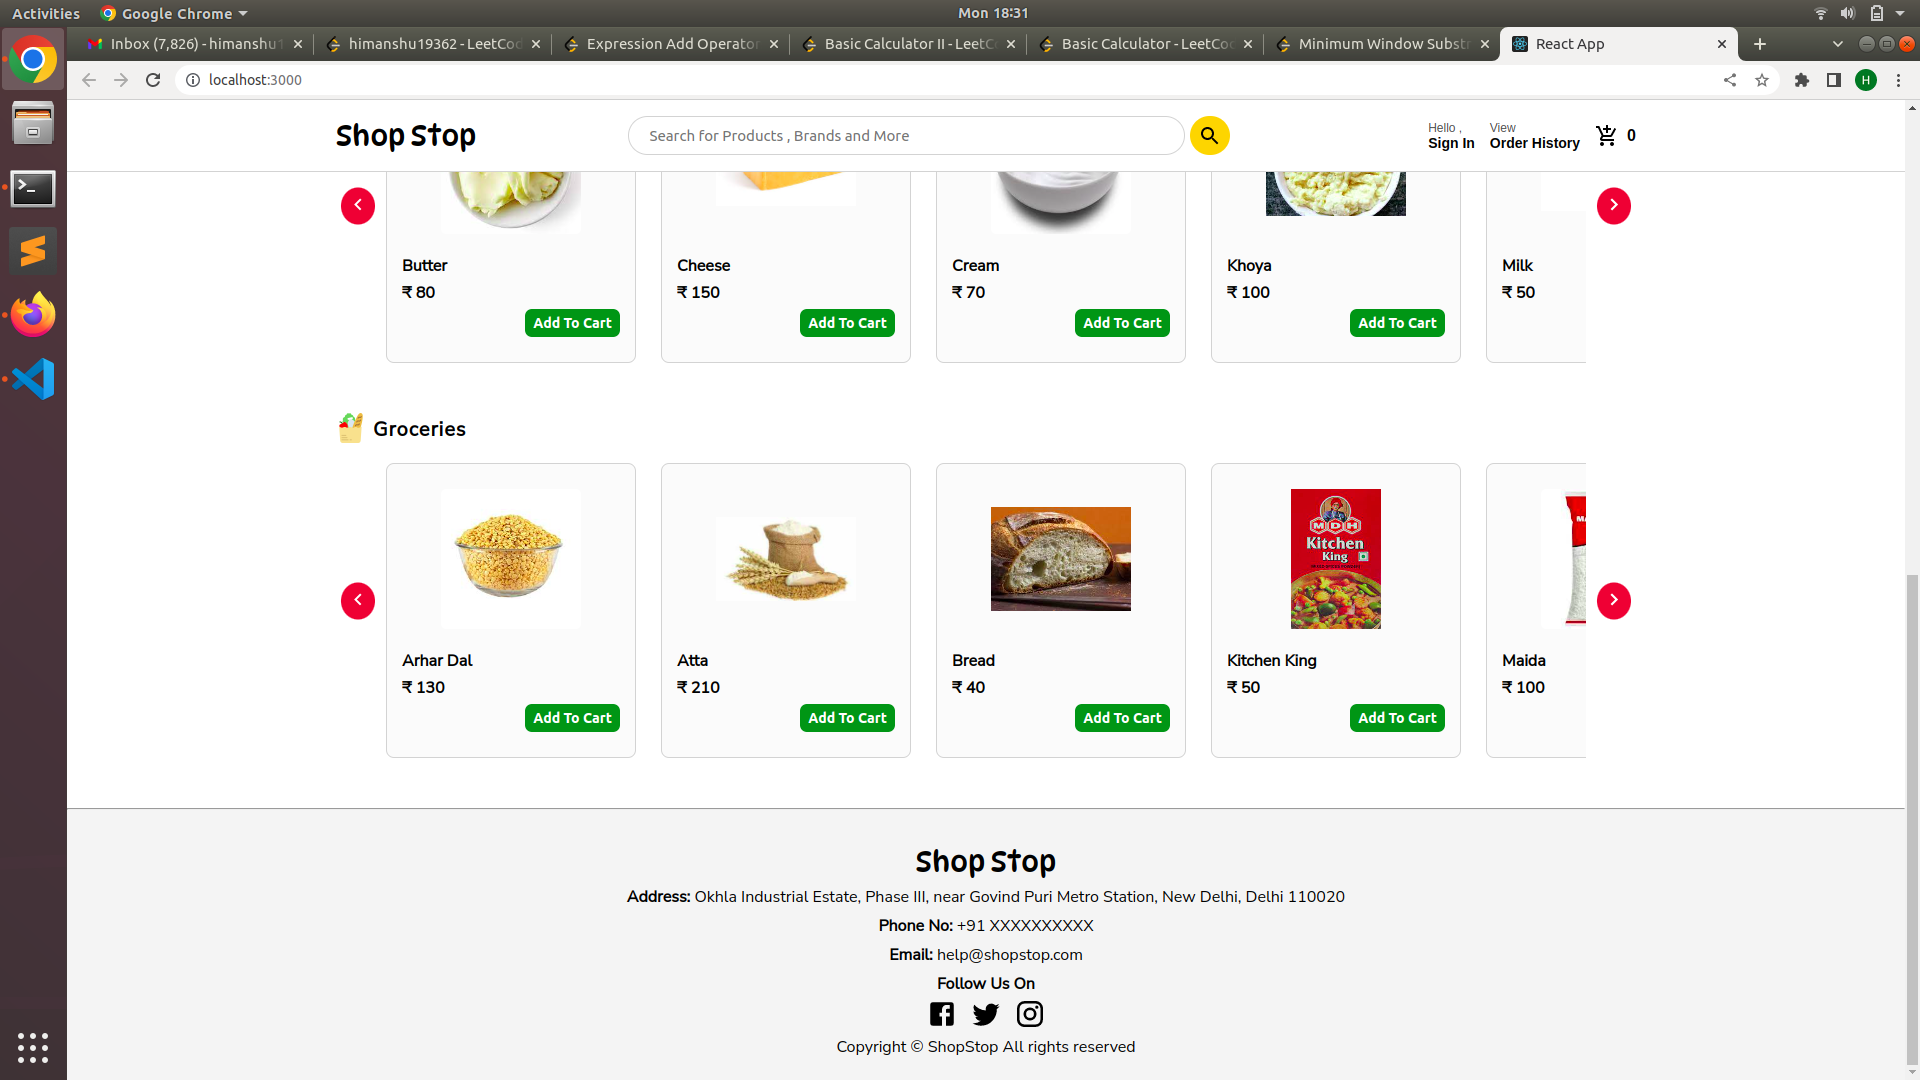 Activities Google Chrome Mon 18:31
Inbox (7,826) - himanshu1 himanshu19362 - LeetCod Expression Add Operator Basic Calculator II - LeetC Basic Calculator - LeetCo Minimum Window Substr React App
localhost:3000 H
Shop Stop Search for Products , Brands and More Hello , View 0
Sign In Order History
Butter Cheese Cream Khoya Milk
₹ 80 ₹ 150 ₹ 70 ₹ 100 ₹ 50
Add To Cart Add To Cart Add To Cart Add To Cart
Groceries
MDH
Kitchen
King
MA
Arhar Dal Atta Bread Kitchen King Maida
₹ 130 ₹ 210 ₹ 40 ₹ 50 ₹ 100
Add To Cart Add To Cart Add To Cart Add To Cart
Shop Stop
Address: Okhla Industrial Estate, Phase III, near Govind Puri Metro Station, New Delhi, Delhi 110020
Phone No: +91 XXXXXXXXXX
Email: help@shopstop.com
Follow Us On
Copyright © ShopStop All rights reserved